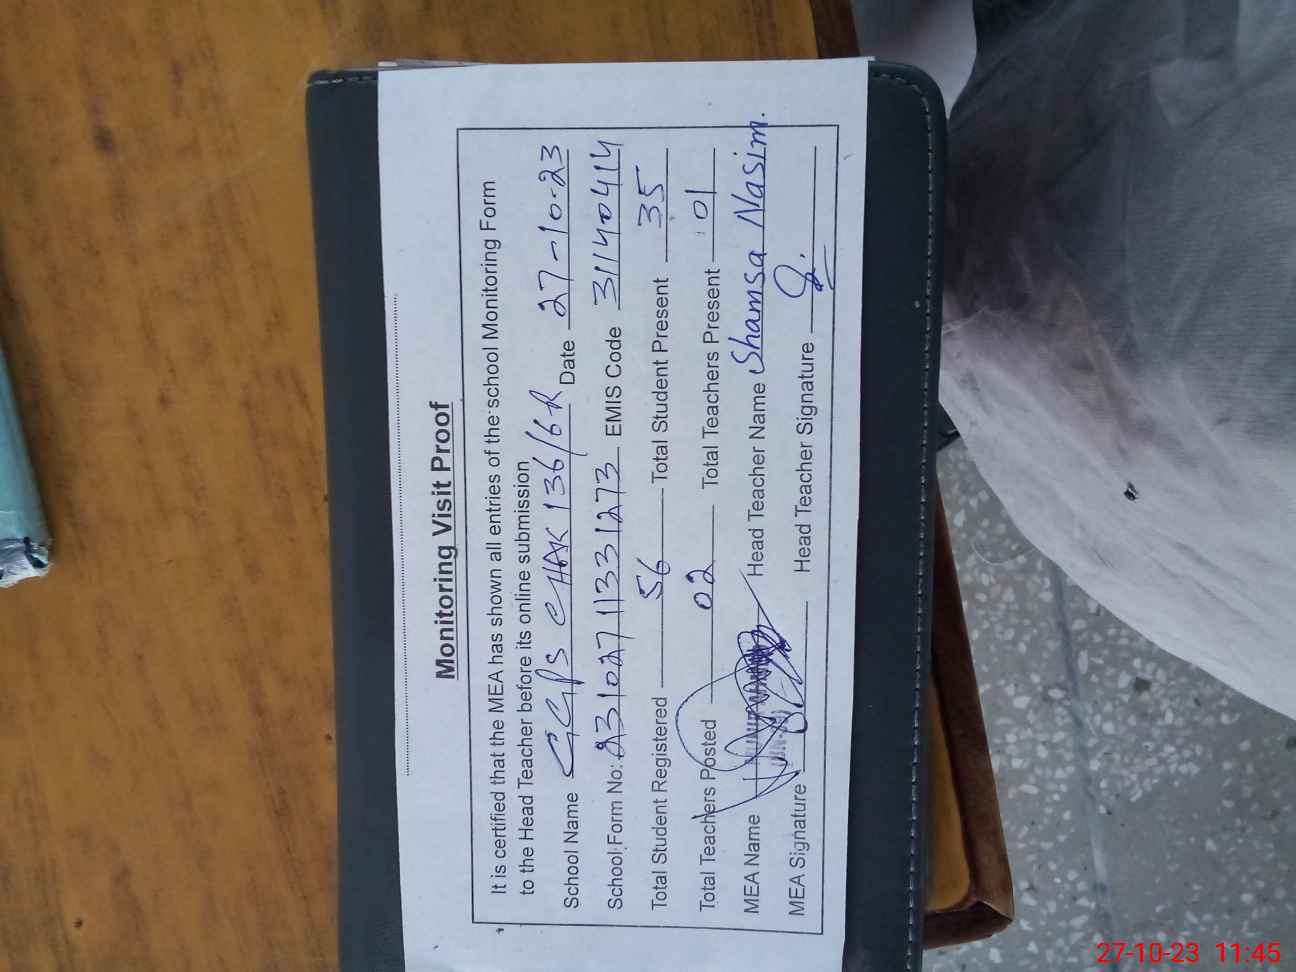 Monitoring Visit Proof
It is certified that the MEA has shown all entries of the school Monitoring Form
to the Head Teacher before its online submission
School Name GGPS CHAK 136/6R Date 27-10-23
School Form No: 23102711331273 EMIS Code 31140414
Total Student Registered 56 Total Student Present 35
Total Teachers Posted 02 Total Teachers Present 01
MEA Name Head Teacher Name Shamsa Nasim.
MEA Signature Head Teacher Signature
27-10-23 11:45